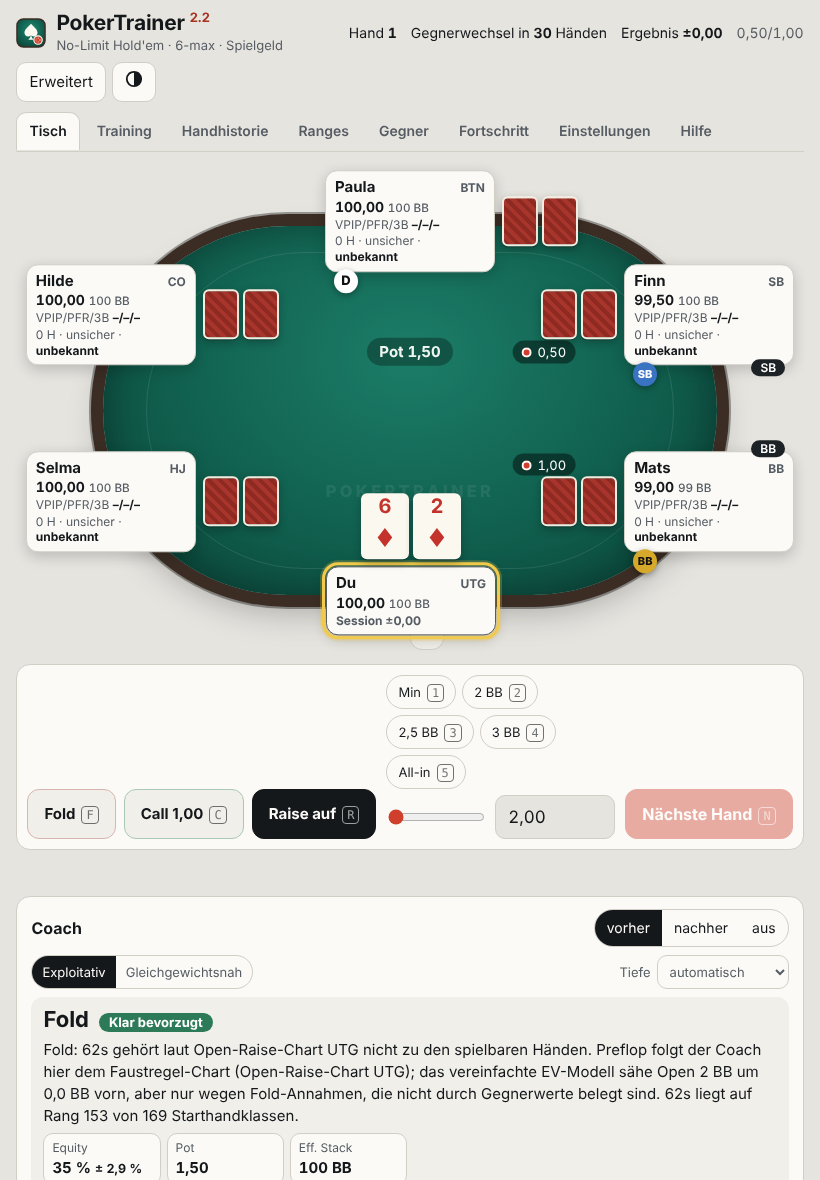 PokerTrainer 2.2
No-Limit Hold'em · 6-max · Spielgeld
Hand 1 Gegnerwechsel in 30 Händen Ergebnis ±0,00 0,50/1,00
Erweitert
Tisch Training Handhistorie Ranges Gegner Fortschritt Einstellungen Hilfe
Paula BTN
100,00 100 BB
VPIP/PFR/3B –/–/–
0 H · unsicher ·
unbekannt
D
Hilde CO
100,00 100 BB
VPIP/PFR/3B –/–/–
0 H · unsicher ·
unbekannt
Finn SB
99,50 100 BB
VPIP/PFR/3B –/–/–
0 H · unsicher ·
unbekannt
SB
SB
Pot 1,50
0,50
Selma HJ
100,00 100 BB
VPIP/PFR/3B –/–/–
0 H · unsicher ·
unbekannt
BB
Mats BB
99,00 99 BB
VPIP/PFR/3B –/–/–
0 H · unsicher ·
unbekannt
BB
1,00
POKERTRAINER
6 2
Du UTG
100,00 100 BB
Session ±0,00
Min 1 2 BB 2
2,5 BB 3 3 BB 4
All-in 5
Fold F Call 1,00 C Raise auf R 2,00 Nächste Hand N
Coach vorher nachher aus
Exploitativ Gleichgewichtsnah Tiefe automatisch
Fold Klar bevorzugt
Fold: 62s gehört laut Open-Raise-Chart UTG nicht zu den spielbaren Händen. Preflop folgt der Coach
hier dem Faustregel-Chart (Open-Raise-Chart UTG); das vereinfachte EV-Modell sähe Open 2 BB um
0,0 BB vorn, aber nur wegen Fold-Annahmen, die nicht durch Gegnerwerte belegt sind. 62s liegt auf
Rang 153 von 169 Starthandklassen.
Equity Pot Eff. Stack
35 % ± 2,9 % 1,50 100 BB